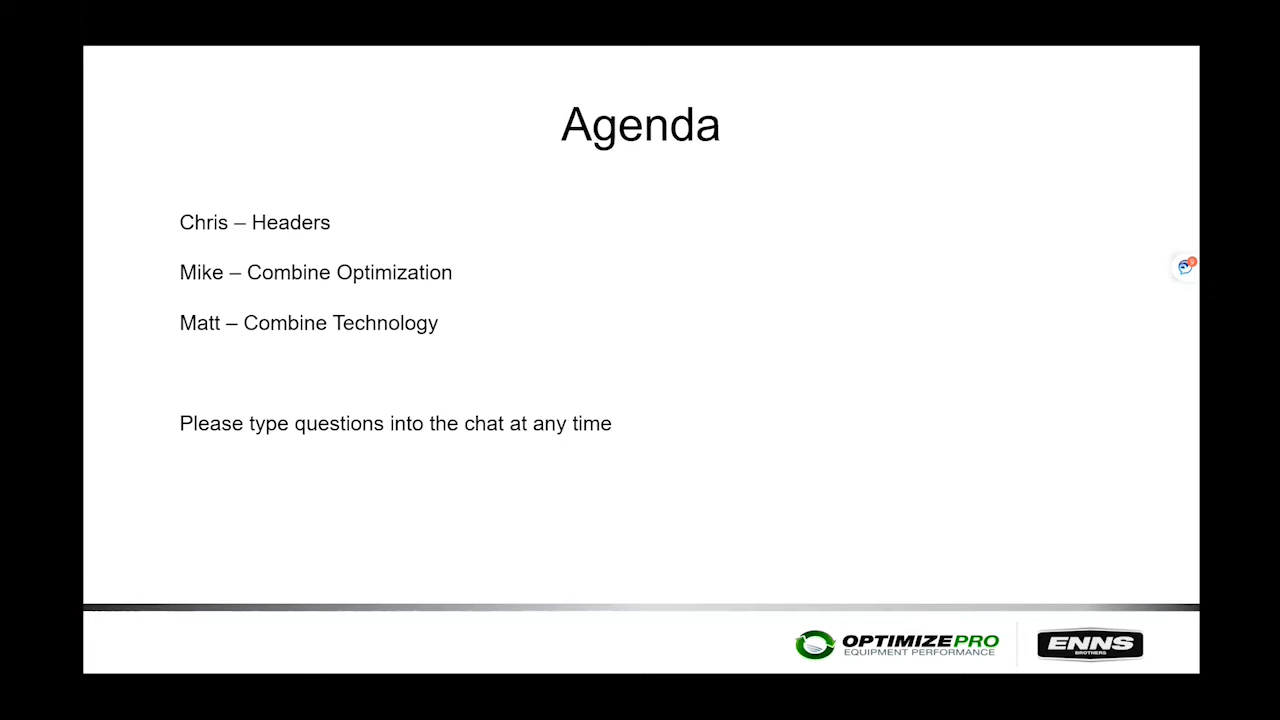 Agenda
Chris – Headers
Mike – Combine Optimization
Matt – Combine Technology
Please type questions into the chat at any time
OPTIMIZEPRO
EQUIPMENT PERFORMANCE
ENNS
BROTHERS